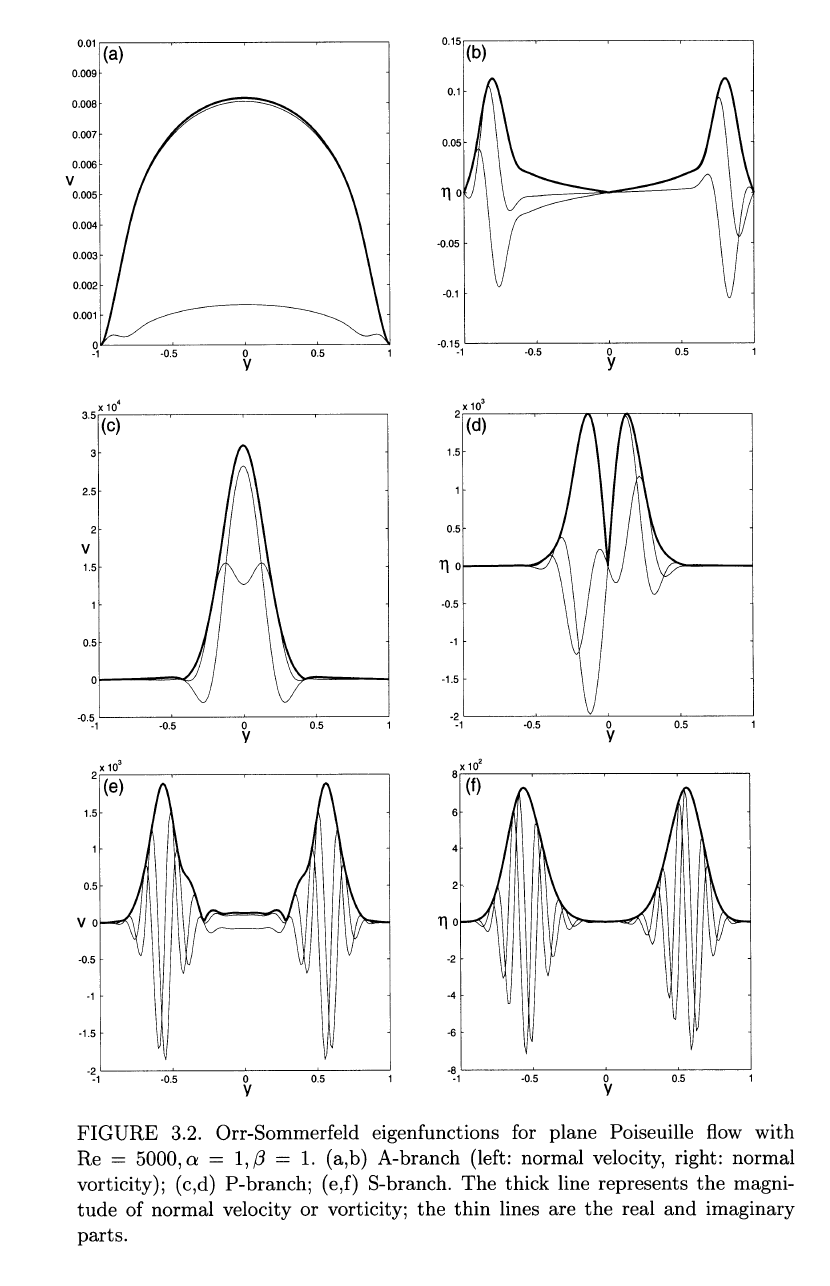 (a)
0.01
0.009
0.008
0.007
0.006
v
0.005
0.004
0.003
0.002
0.001
0
-1 -0.5 0 0.5 1
y
(b)
0.15
0.1
0.05
η 0
-0.05
-0.1
-0.15
-1 -0.5 0 0.5 1
y
(c)
3.5 x 10⁴
3
2.5
2
v
1.5
1
0.5
0
-0.5
-1 -0.5 0 0.5 1
y
(d)
2 x 10³
1.5
1
0.5
η 0
-0.5
-1
-1.5
-2
-1 -0.5 0 0.5 1
y
(e)
2 x 10³
1.5
1
0.5
v 0
-0.5
-1
-1.5
-2
-1 -0.5 0 0.5 1
y
(f)
8 x 10²
6
4
2
η 0
-2
-4
-6
-8
-1 -0.5 0 0.5 1
y
FIGURE 3.2. Orr-Sommerfeld eigenfunctions for plane Poiseuille flow with
Re = 5000, α = 1, β = 1. (a,b) A-branch (left: normal velocity, right: normal
vorticity); (c,d) P-branch; (e,f) S-branch. The thick line represents the magni-
tude of normal velocity or vorticity; the thin lines are the real and imaginary
parts.